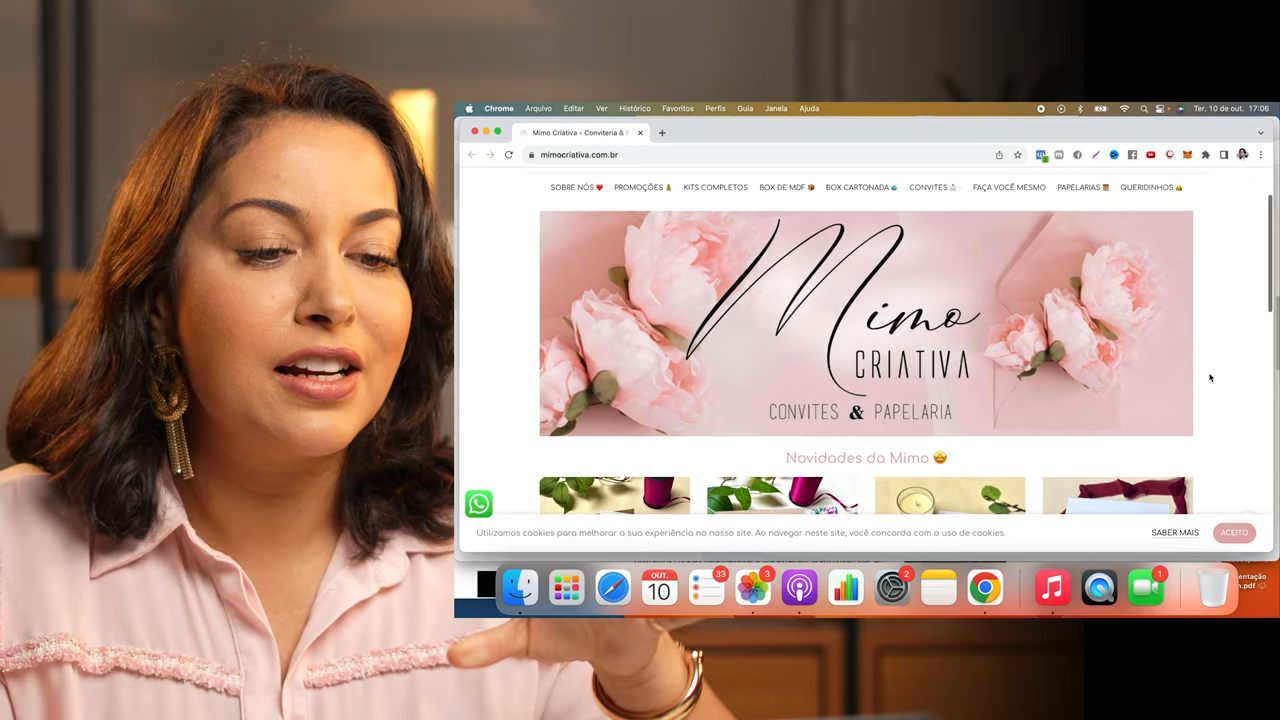 Chrome Arquivo Editar Ver Histórico Favoritos Perfis Guia Janela Ajuda Ter. 10 de out. 17:06
Mimo Criativa - Conviteria & P
mimocriativa.com.br
SOBRE NÓS PROMOÇÕES KITS COMPLETOS BOX DE MDF BOX CARTONADA CONVITES FAÇA VOCÊ MESMO PAPELARIAS QUERIDINHOS
Mimo
CRIATIVA
CONVITES & PAPELARIA
Novidades da Mimo 🤩
Utilizamos cookies para melhorar a sua experiência no nosso site. Ao navegar neste site, você concorda com o uso de cookies. SABER MAIS ACEITO
OUT.
10
33
3
2
1
entação
n.pdf